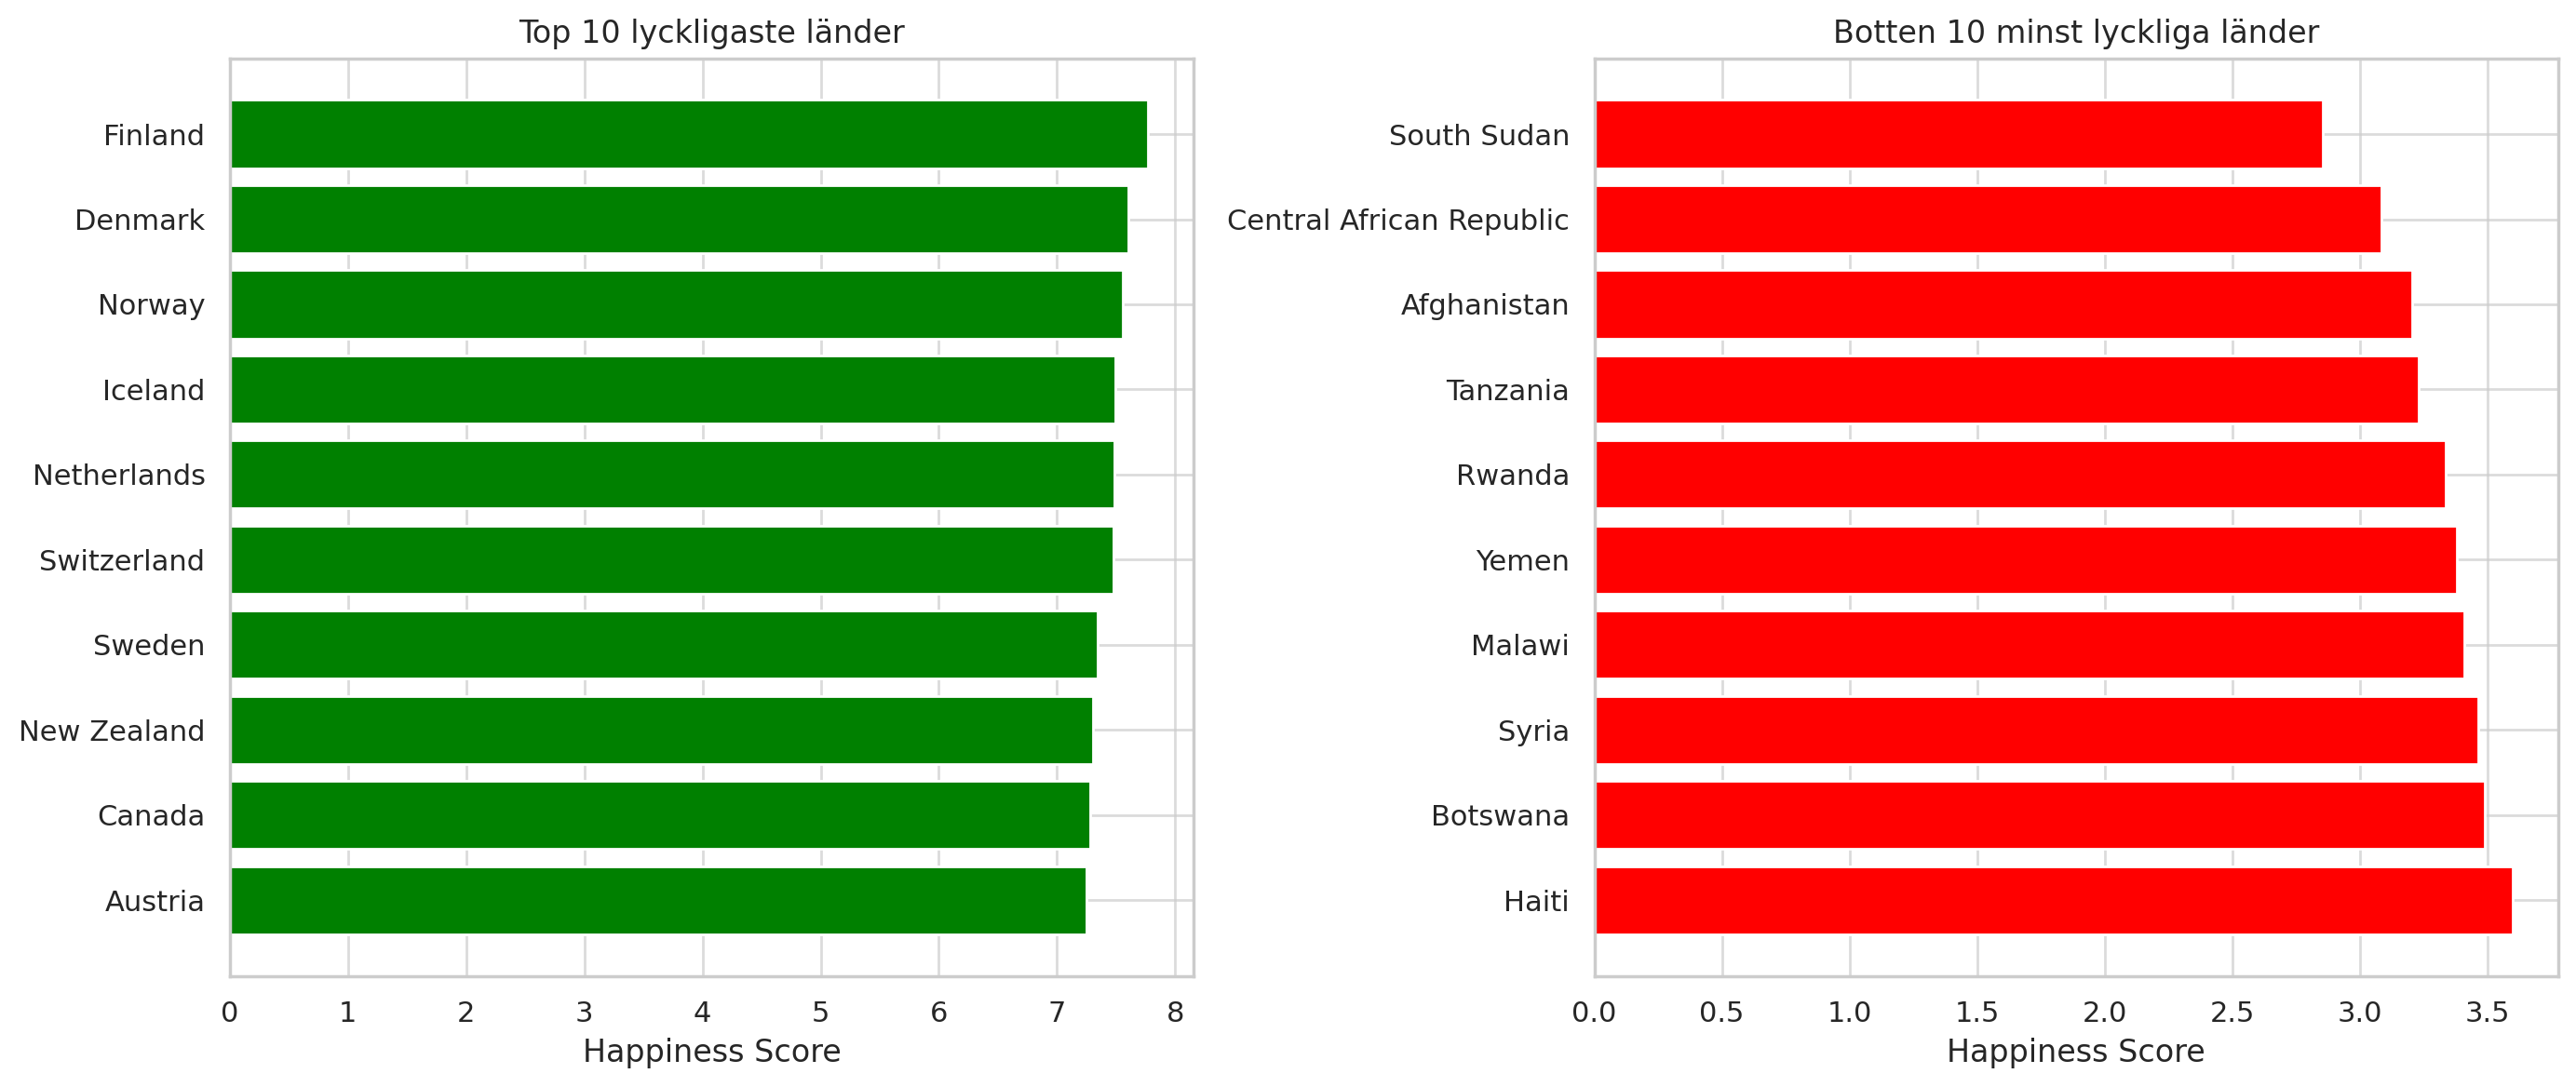 Top 10 lyckligaste länder
Finland
Denmark
Norway
Iceland
Netherlands
Switzerland
Sweden
New Zealand
Canada
Austria
0 1 2 3 4 5 6 7 8
Happiness Score
Botten 10 minst lyckliga länder
South Sudan
Central African Republic
Afghanistan
Tanzania
Rwanda
Yemen
Malawi
Syria
Botswana
Haiti
0.0 0.5 1.0 1.5 2.0 2.5 3.0 3.5
Happiness Score